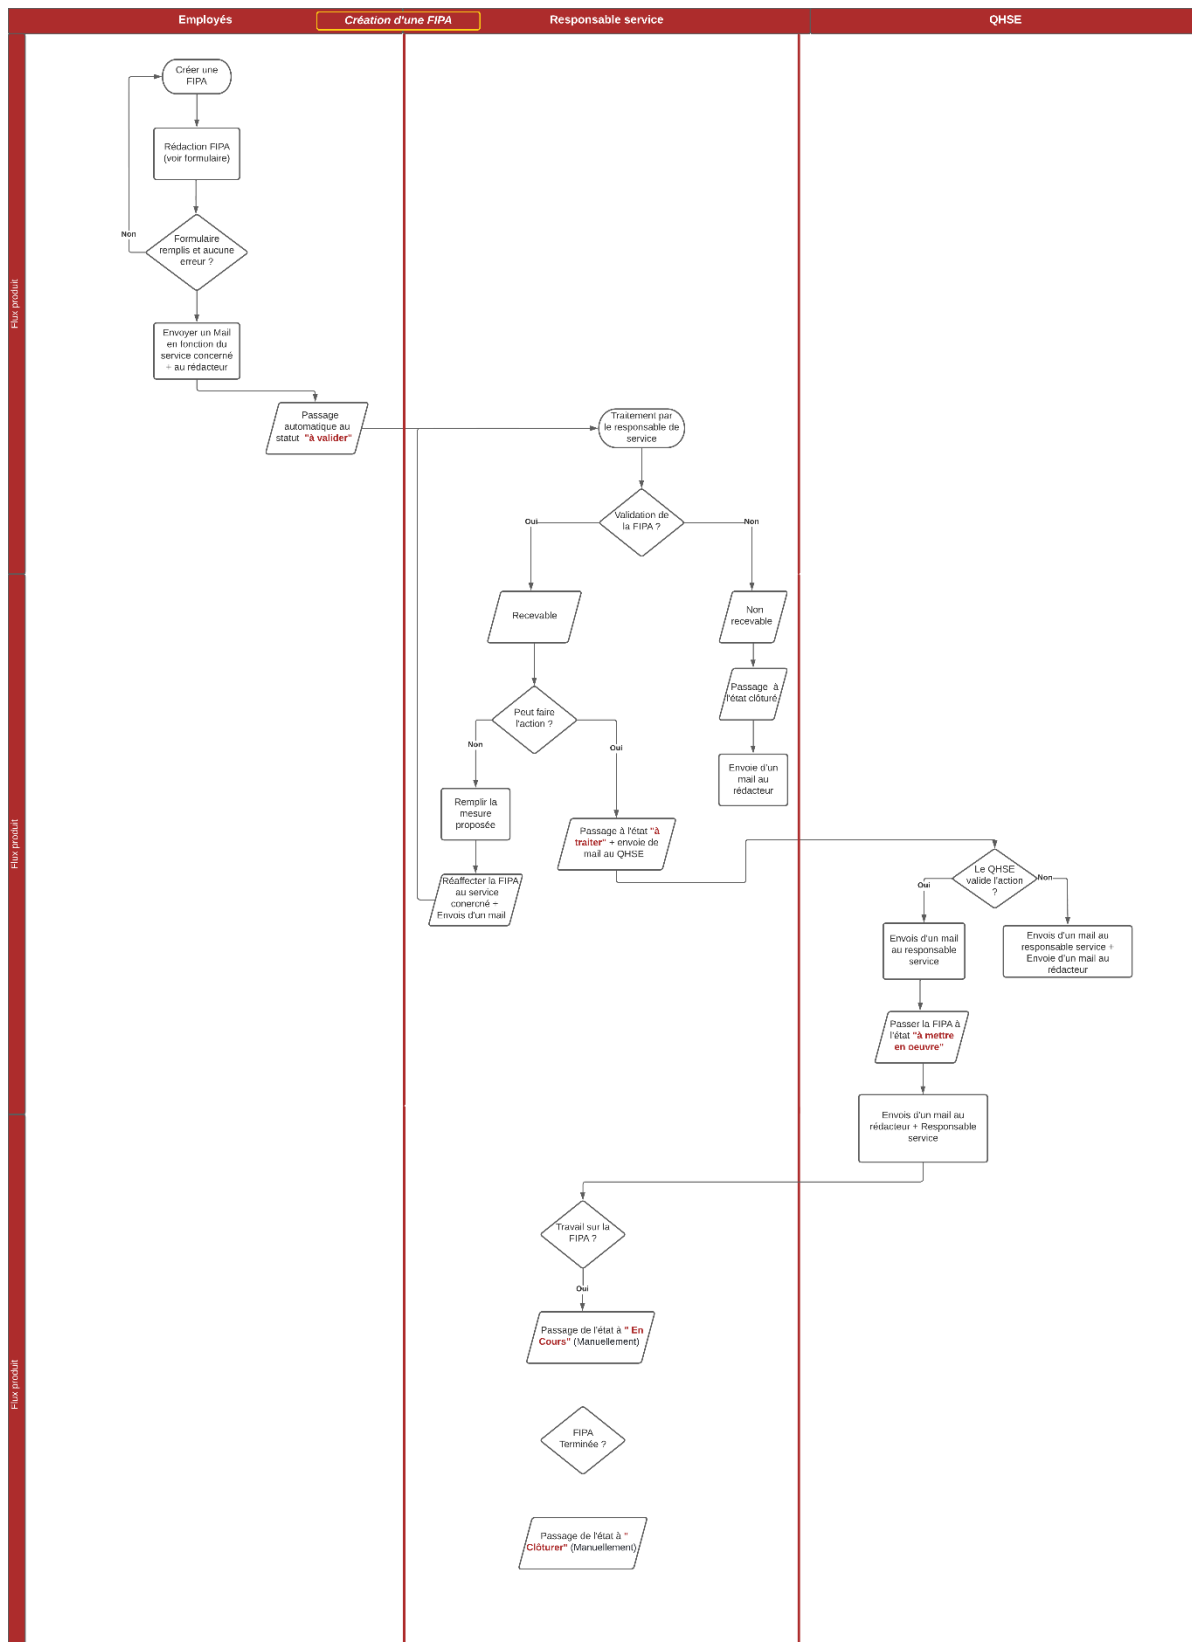 Employés
Création d'une FIPA
Responsable service
QHSE
Flux produit
Créer une
FIPA
Rédaction FIPA
(voir formulaire)
Non
Formulaire
remplis et aucune
erreur ?
Envoyer un Mail
en fonction du
service concerné
+ au rédacteur
Passage
automatique au
statut "à valider"
Traitement par
le responsable de
service
Validation de
la FIPA ?
Oui
Non
Flux produit
Recevable
Non
recevable
Passage à
l'état clôturé
Envoie d'un
mail au
rédacteur
Peut faire
l'action ?
Non
Oui
Remplir la
mesure
proposée
Passage à l'état "à
traiter" + envoie de
mail au QHSE
Réaffecter la FIPA
au service
conercné +
Envois d'un mail
Le QHSE
valide l'action
?
Oui
Non
Envois d'un mail
au responsable
service
Envois d'un mail au
responsable service +
Envoie d'un mail au
rédacteur
Passer la FIPA à
l'état "à mettre
en oeuvre"
Envois d'un mail au
rédacteur + Responsable
service
Flux produit
Travail sur la
FIPA ?
Oui
Passage de l'état à " En
Cours" (Manuellement)
FIPA
Terminée ?
Passage de l'état à "
Clôturer" (Manuellement)